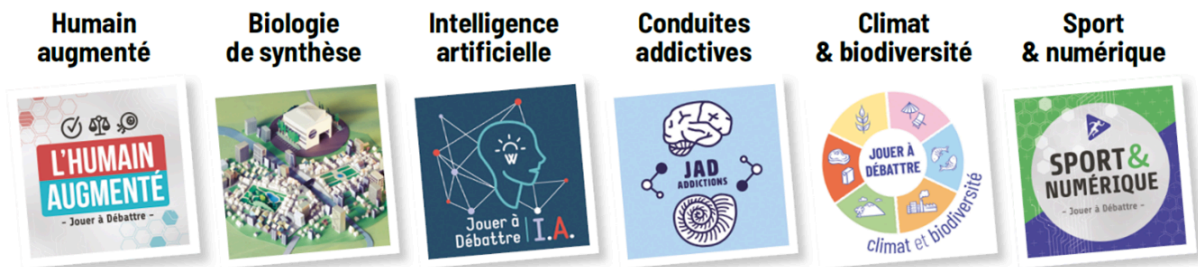 Humain
augmenté
Biologie
de synthèse
Intelligence
artificielle
Conduites
addictives
Climat
& biodiversité
Sport
& numérique
L'HUMAIN
AUGMENTÉ
- Jouer à Débattre -
W
Jouer à
Débattre I.A.
JAD
ADDICTIONS
JOUER À
DÉBATTRE
climat et biodiversité
SPORT&
NUMÉRIQUE
- Jouer à Débattre -